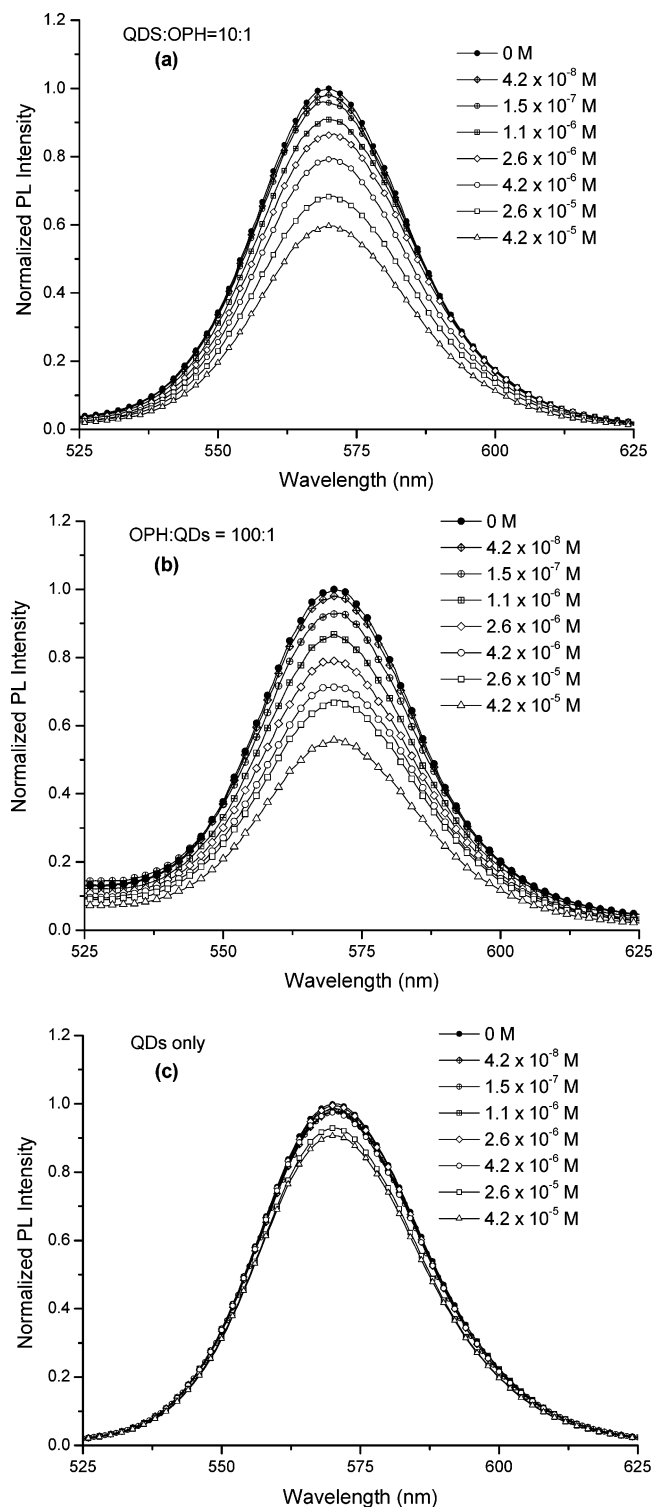 QDS:OPH=10:1
(a)
0 M
4.2 x 10⁻⁸ M
1.5 x 10⁻⁷ M
1.1 x 10⁻⁶ M
2.6 x 10⁻⁶ M
4.2 x 10⁻⁶ M
2.6 x 10⁻⁵ M
4.2 x 10⁻⁵ M
1.2
1.0
0.8
0.6
0.4
0.2
0.0
Normalized PL Intensity
525 550 575 600 625
Wavelength (nm)
OPH:QDs = 100:1
(b)
0 M
4.2 x 10⁻⁸ M
1.5 x 10⁻⁷ M
1.1 x 10⁻⁶ M
2.6 x 10⁻⁶ M
4.2 x 10⁻⁶ M
2.6 x 10⁻⁵ M
4.2 x 10⁻⁵ M
1.2
1.0
0.8
0.6
0.4
0.2
0.0
Normalized PL Intensity
525 550 575 600 625
Wavelength (nm)
QDs only
(c)
0 M
4.2 x 10⁻⁸ M
1.5 x 10⁻⁷ M
1.1 x 10⁻⁶ M
2.6 x 10⁻⁶ M
4.2 x 10⁻⁶ M
2.6 x 10⁻⁵ M
4.2 x 10⁻⁵ M
1.2
1.0
0.8
0.6
0.4
0.2
0.0
Normalized PL Intensity
525 550 575 600 625
Wavelength (nm)